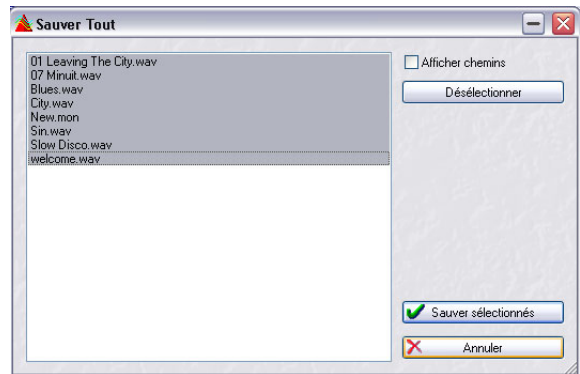 Sauver Tout
01 Leaving The City.wav
07 Minuit.wav
Blues.wav
City.wav
New.mon
Sin.wav
Slow Disco.wav
welcome.wav
Afficher chemins
Désélectionner
Sauver sélectionnés
Annuler